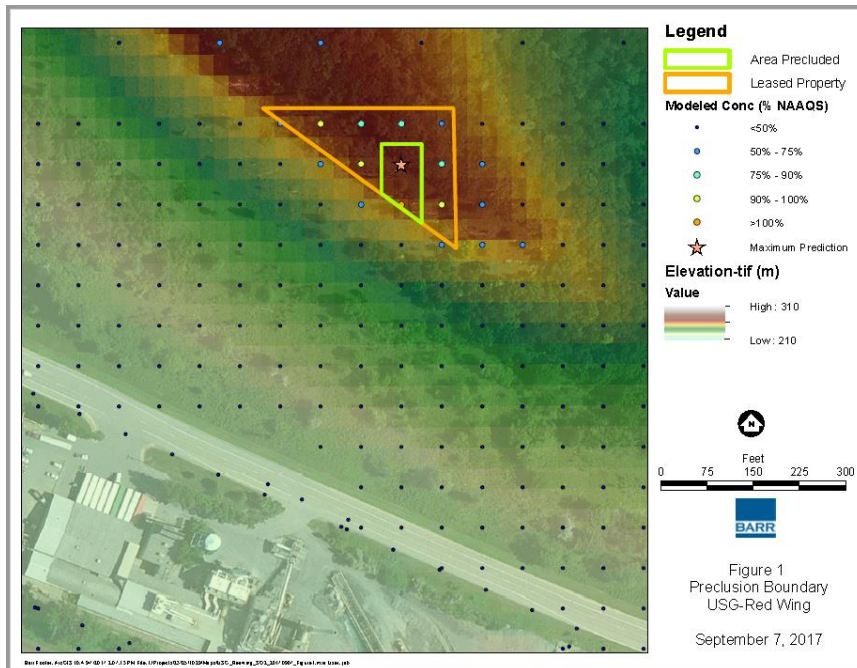 Legend
Area Precluded
Leased Property
Modeled Conc (% NAAQS)
<50%
50% - 75%
75% - 90%
90% - 100%
>100%
Maximum Prediction
Elevation-tif (m)
Value
High : 310
Low : 210
N
Feet
0 75 150 225 300
BARR
Figure 1
Preclusion Boundary
USG-Red Wing
September 7, 2017